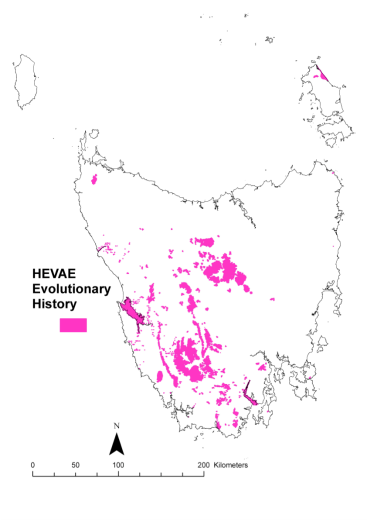 HEVAE
Evolutionary
History
N
0 50 100 200 Kilometers